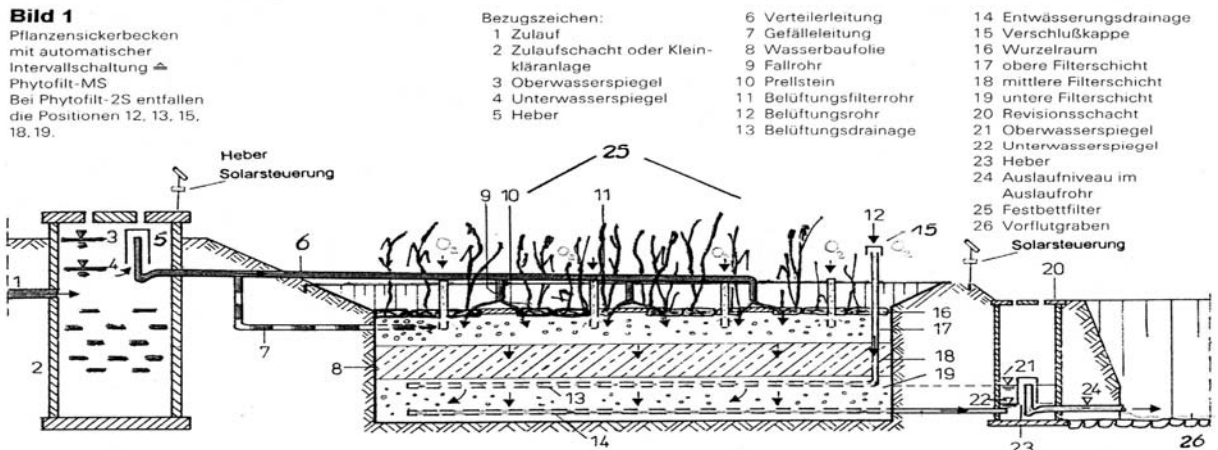 Bild 1
Pflanzensickerbecken
mit automatischer
Intervallschaltung ≙
Phytofilt-MS
Bei Phytofilt-2S entfallen
die Positionen 12, 13, 15,
18, 19.
Bezugszeichen:
1 Zulauf
2 Zulaufschacht oder Klein-
kläranlage
3 Oberwasserspiegel
4 Unterwasserspiegel
5 Heber
6 Verteilerleitung
7 Gefälleleitung
8 Wasserbaufolie
9 Fallrohr
10 Prellstein
11 Belüftungsfilterrohr
12 Belüftungsrohr
13 Belüftungsdrainage
14 Entwässerungsdrainage
15 Verschlußkappe
16 Wurzelraum
17 obere Filterschicht
18 mittlere Filterschicht
19 untere Filterschicht
20 Revisionsschacht
21 Oberwasserspiegel
22 Unterwasserspiegel
23 Heber
24 Auslaufniveau im
Auslaufrohr
25 Festbettfilter
26 Vorflutgraben
Heber
Solarsteuerung
25
Solarsteuerung
9 10 11 12 15
3 5 6 20
4
O₂ O₂ O₂ O₂
1
16
17
7
2 8 18
19 21
13 22 24
14 23 26